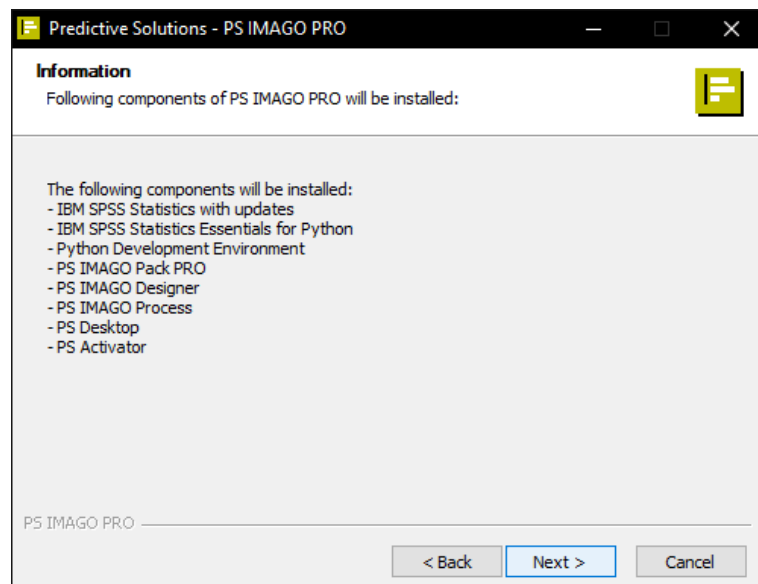 Predictive Solutions - PS IMAGO PRO
Information
Following components of PS IMAGO PRO will be installed:
The following components will be installed:
- IBM SPSS Statistics with updates
- IBM SPSS Statistics Essentials for Python
- Python Development Environment
- PS IMAGO Pack PRO
- PS IMAGO Designer
- PS IMAGO Process
- PS Desktop
- PS Activator
PS IMAGO PRO
< Back Next > Cancel